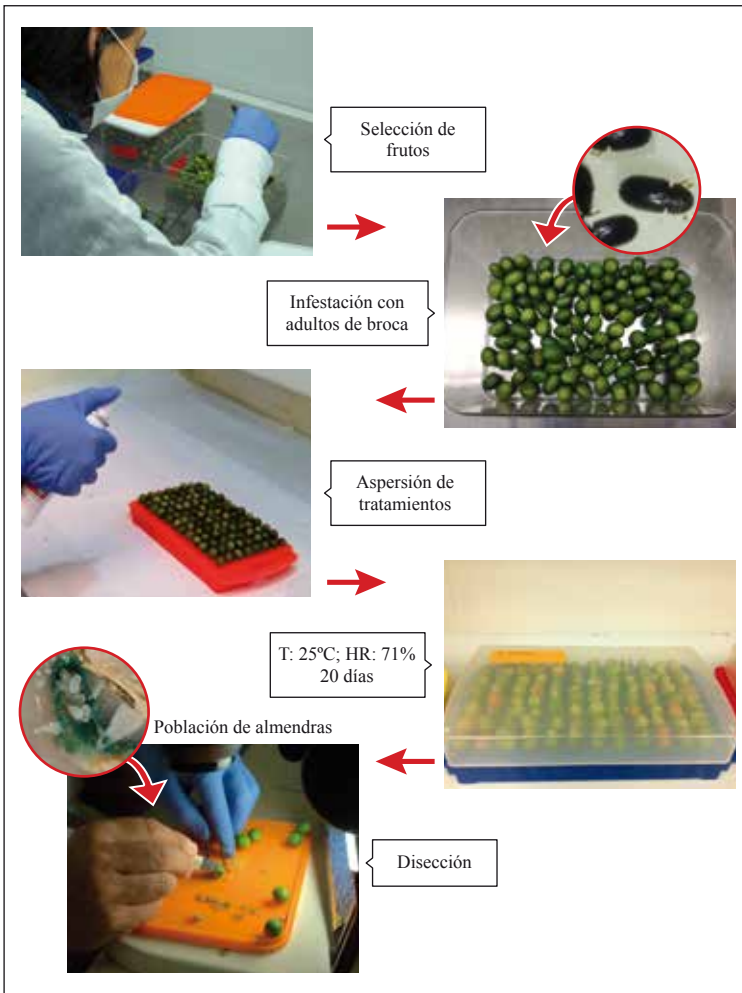 Selección de
frutos
Infestación con
adultos de broca
Aspersión de
tratamientos
T: 25ºC; HR: 71%
20 días
Población de almendras
Disección